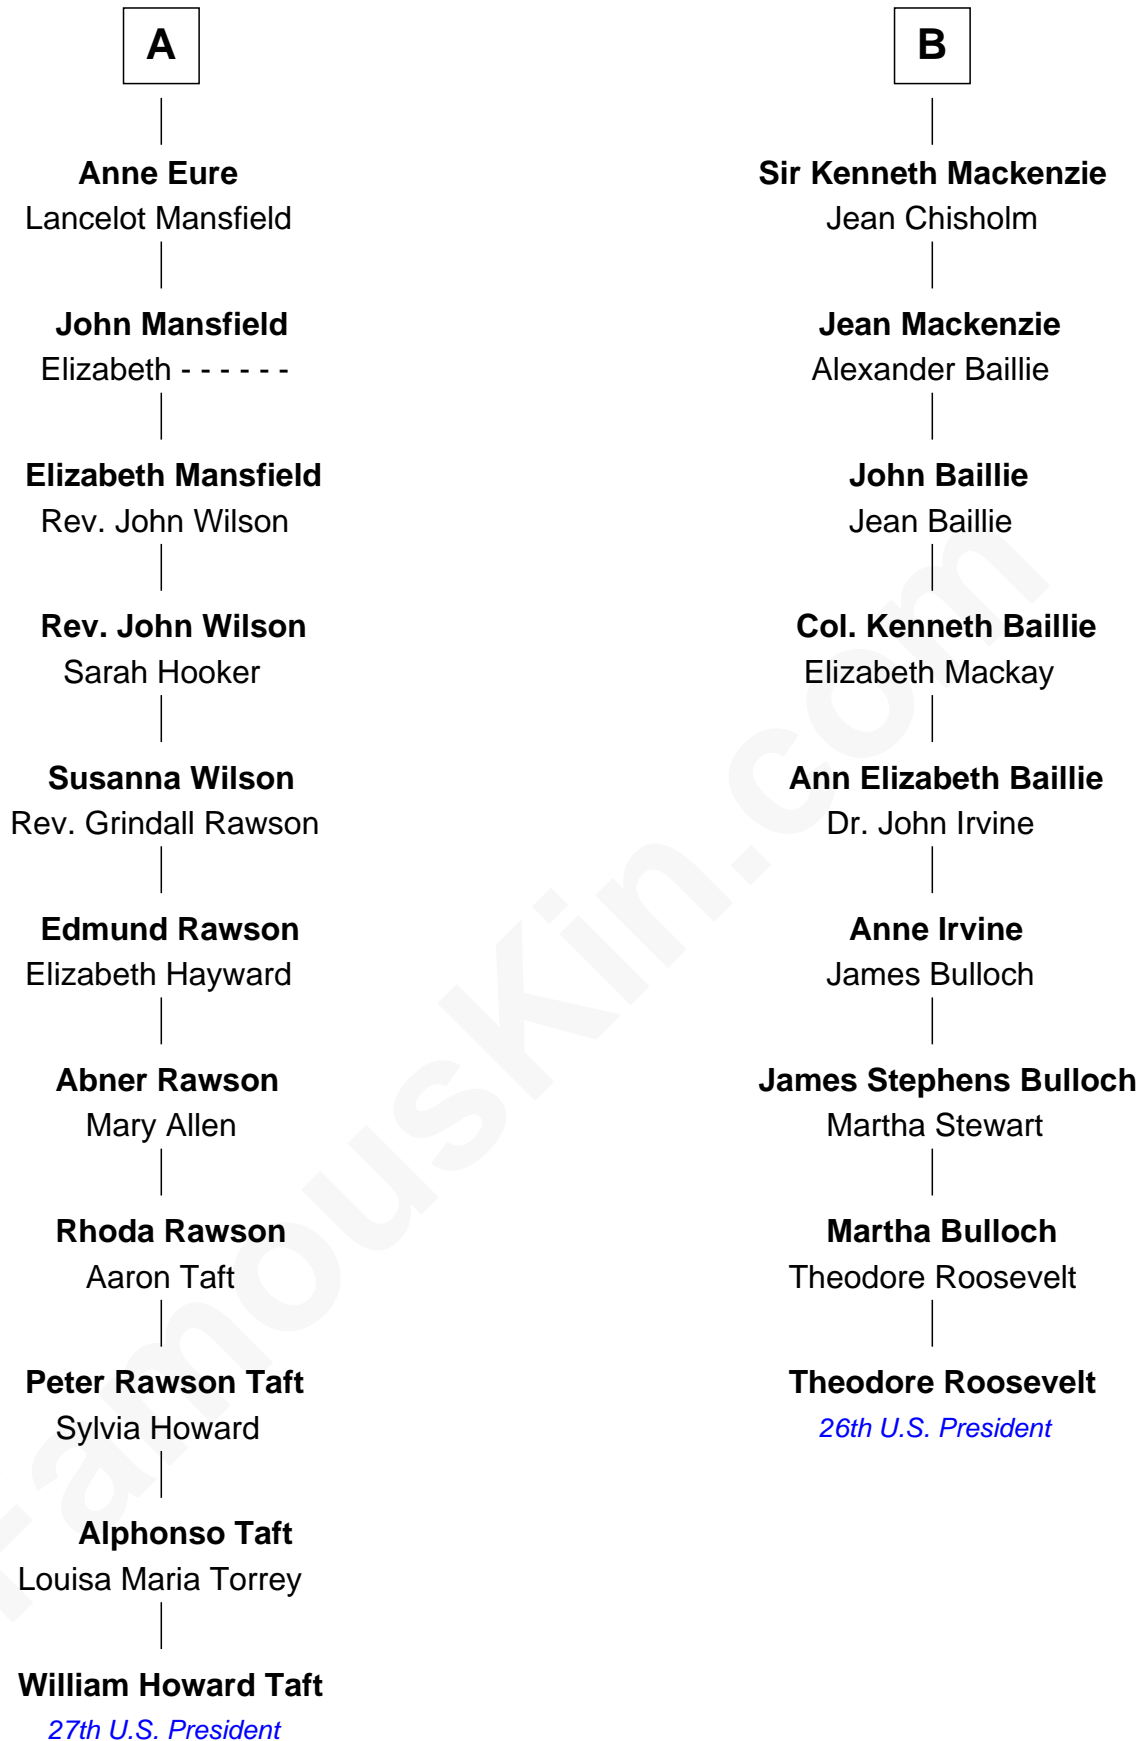 A
Anne Eure
Lancelot Mansfield
John Mansfield
Elizabeth - - - - - -
Elizabeth Mansfield
Rev. John Wilson
Rev. John Wilson
Sarah Hooker
Susanna Wilson
Rev. Grindall Rawson
Edmund Rawson
Elizabeth Hayward
Abner Rawson
Mary Allen
Rhoda Rawson
Aaron Taft
Peter Rawson Taft
Sylvia Howard
Alphonso Taft
Louisa Maria Torrey
William Howard Taft
27th U.S. President
B
Sir Kenneth Mackenzie
Jean Chisholm
Jean Mackenzie
Alexander Baillie
John Baillie
Jean Baillie
Col. Kenneth Baillie
Elizabeth Mackay
Ann Elizabeth Baillie
Dr. John Irvine
Anne Irvine
James Bulloch
James Stephens Bulloch
Martha Stewart
Martha Bulloch
Theodore Roosevelt
Theodore Roosevelt
26th U.S. President
FamousKin.com